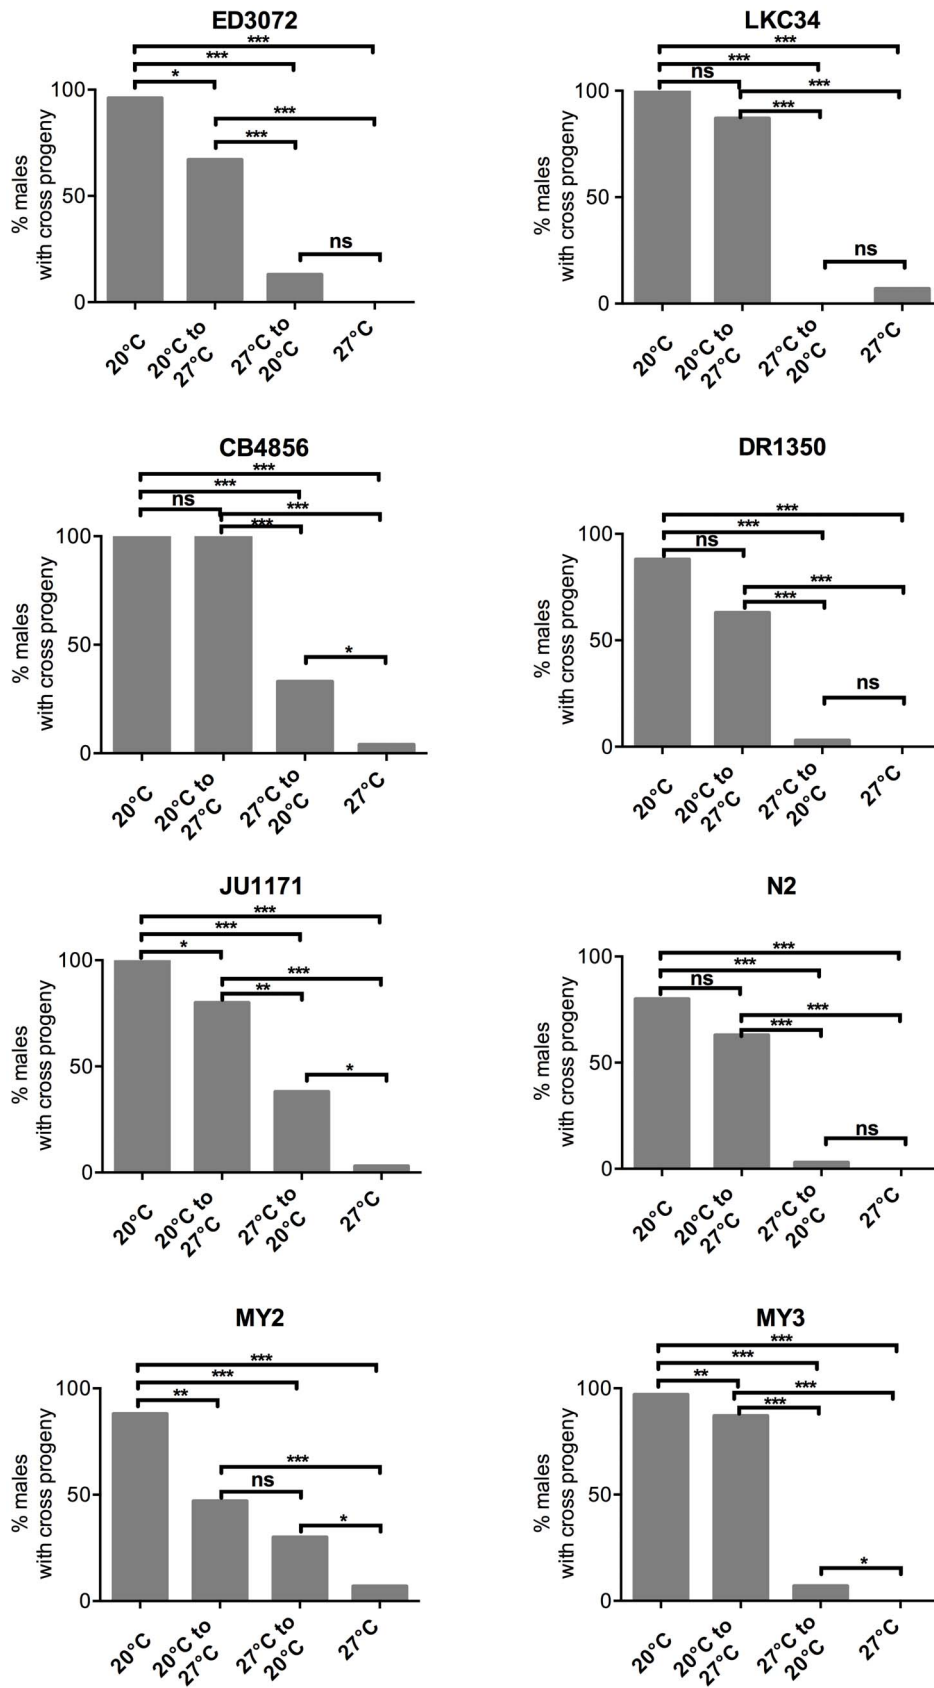 ED3072
***
***
*
***
***
ns
100
50
0
% males
with cross progeny
20°C
20°C to
27°C
27°C to
20°C
27°C
LKC34
***
***
ns
***
***
ns
100
50
0
% males
with cross progeny
20°C
20°C to
27°C
27°C to
20°C
27°C
CB4856
***
***
ns
***
***
*
100
50
0
% males
with cross progeny
20°C
20°C to
27°C
27°C to
20°C
27°C
DR1350
***
***
ns
***
***
ns
100
50
0
% males
with cross progeny
20°C
20°C to
27°C
27°C to
20°C
27°C
JU1171
***
***
*
***
**
*
100
50
0
% males
with cross progeny
20°C
20°C to
27°C
27°C to
20°C
27°C
N2
***
***
ns
***
***
ns
100
50
0
% males
with cross progeny
20°C
20°C to
27°C
27°C to
20°C
27°C
MY2
***
***
**
***
ns
*
100
50
0
% males
with cross progeny
20°C
20°C to
27°C
27°C to
20°C
27°C
MY3
***
***
**
***
***
*
100
50
0
% males
with cross progeny
20°C
20°C to
27°C
27°C to
20°C
27°C